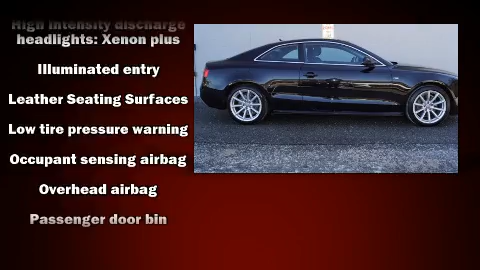 High intensity discharge
headlights: Xenon plus
Illuminated entry
Leather Seating Surfaces
Low tire pressure warning
Occupant sensing airbag
Overhead airbag
Passenger door bin